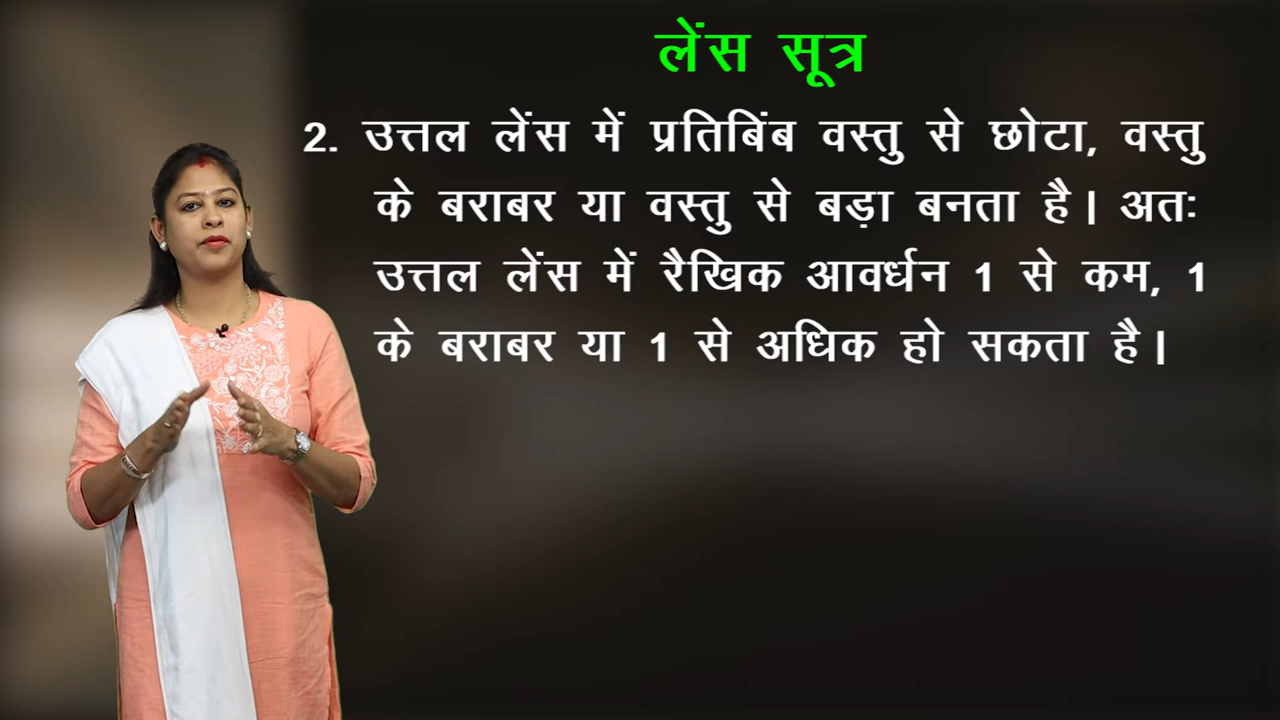 लेंस सूत्र
2. उत्तल लेंस में प्रतिबिंब वस्तु से छोटा, वस्तु
के बराबर या वस्तु से बड़ा बनता है। अतः
उत्तल लेंस में रैखिक आवर्धन 1 से कम, 1
के बराबर या 1 से अधिक हो सकता है।